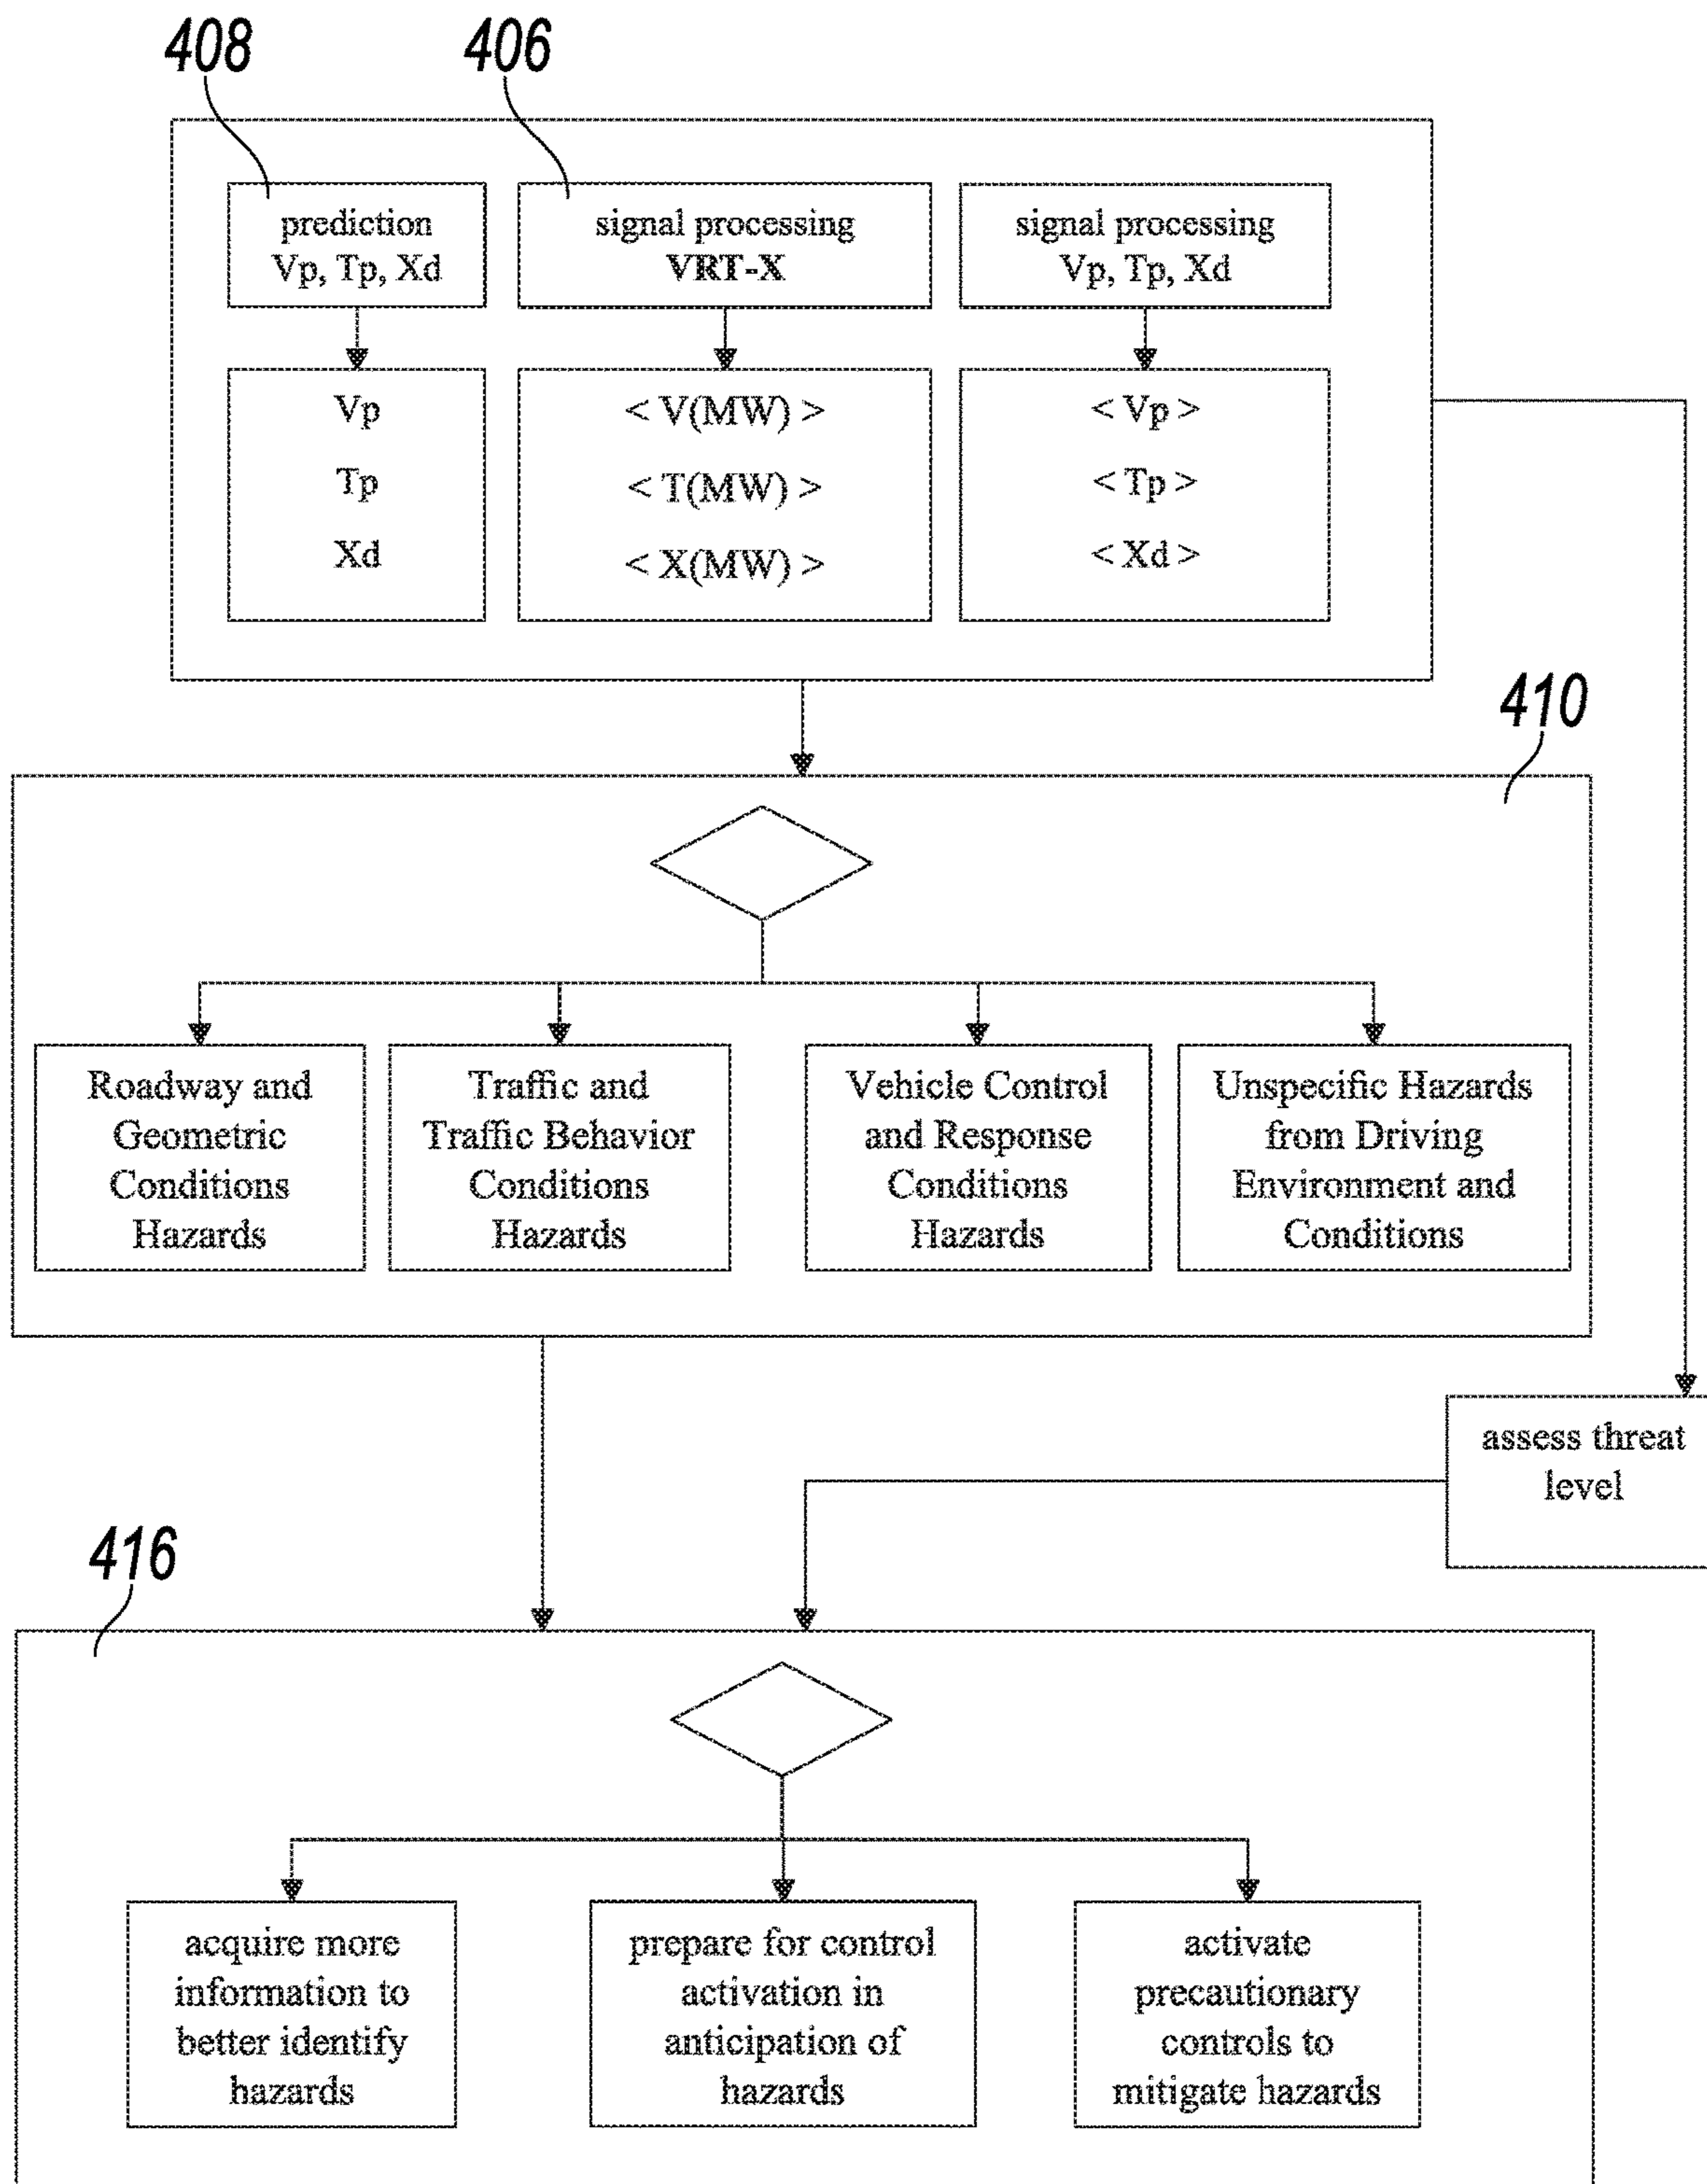 408
406
prediction
Vp, Tp, Xd
signal processing
VRT-X
signal processing
Vp, Tp, Xd
Vp
Tp
Xd
< V(MW) >
< T(MW) >
< X(MW) >
< Vp >
< Tp >
< Xd >
410
Roadway and
Geometric
Conditions
Hazards
Traffic and
Traffic Behavior
Conditions
Hazards
Vehicle Control
and Response
Conditions
Hazards
Unspecific Hazards
from Driving
Environment and
Conditions
assess threat
level
416
acquire more
information to
better identify
hazards
prepare for control
activation in
anticipation of
hazards
activate
precautionary
controls to
mitigate hazards